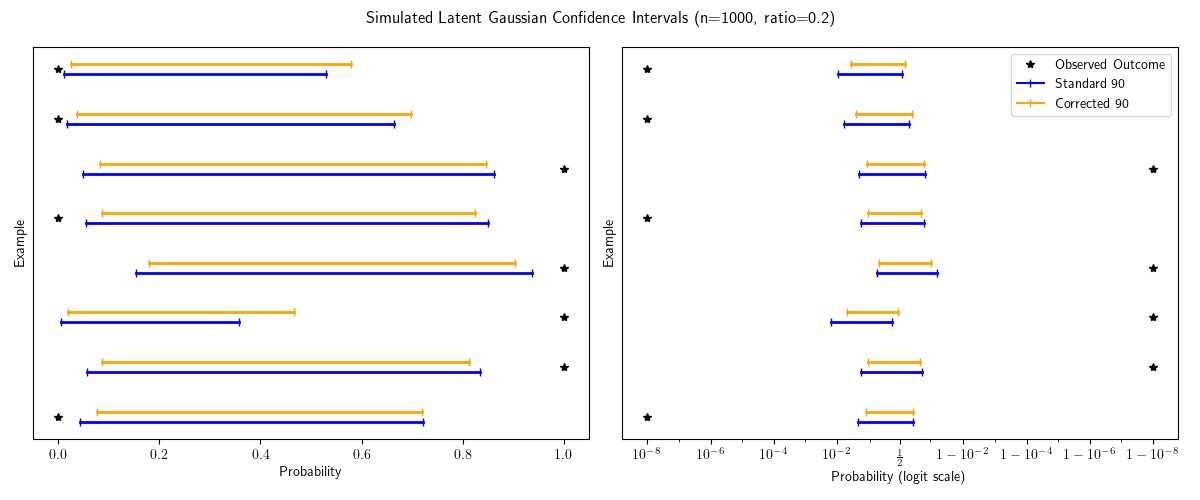 Simulated Latent Gaussian Confidence Intervals (n=1000, ratio=0.2)
Example
0.0 0.2 0.4 0.6 0.8 1.0
Probability
Example
Observed Outcome
Standard 90
Corrected 90
10⁻⁸ 10⁻⁶ 10⁻⁴ 10⁻² 1/2 1 − 10⁻² 1 − 10⁻⁴ 1 − 10⁻⁶ 1 − 10⁻⁸
Probability (logit scale)